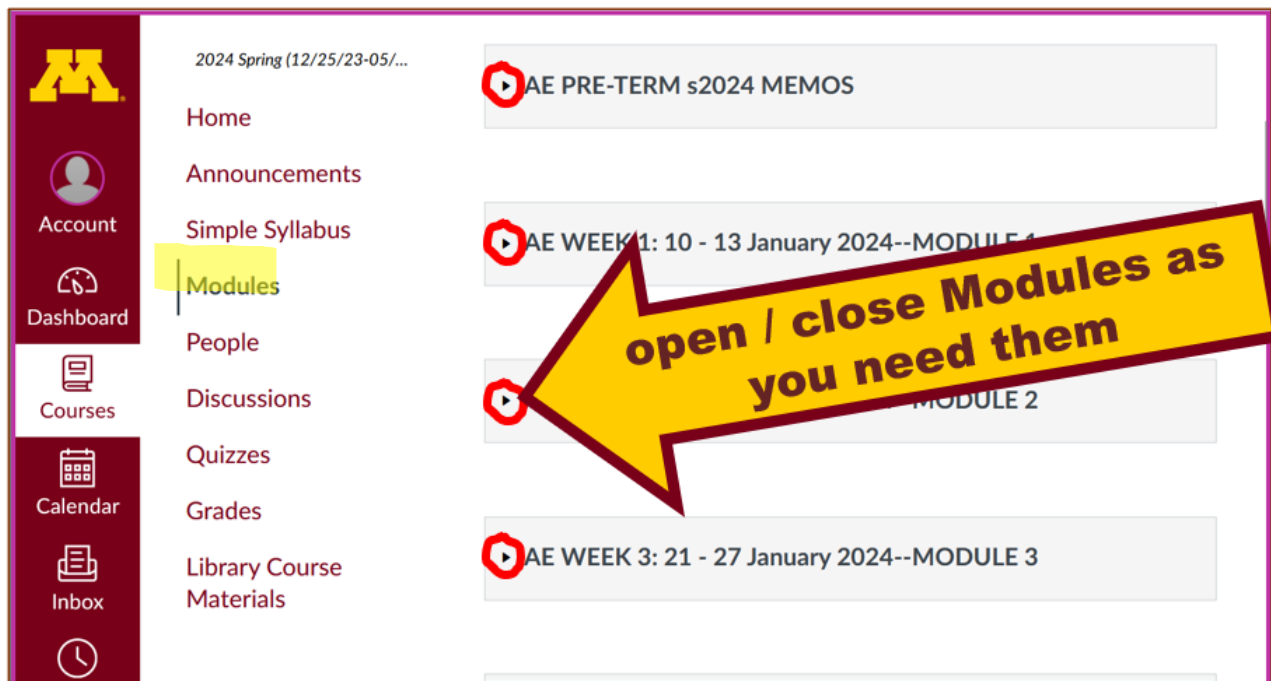 M
Account
Dashboard
Courses
Calendar
Inbox
2024 Spring (12/25/23-05/...
Home
Announcements
Simple Syllabus
Modules
People
Discussions
Quizzes
Grades
Library Course
Materials
AE PRE-TERM s2024 MEMOS
AE WEEK 1: 10 - 13 January 2024--MODULE 1
open / close Modules as
you need them
MODULE 2
AE WEEK 3: 21 - 27 January 2024--MODULE 3